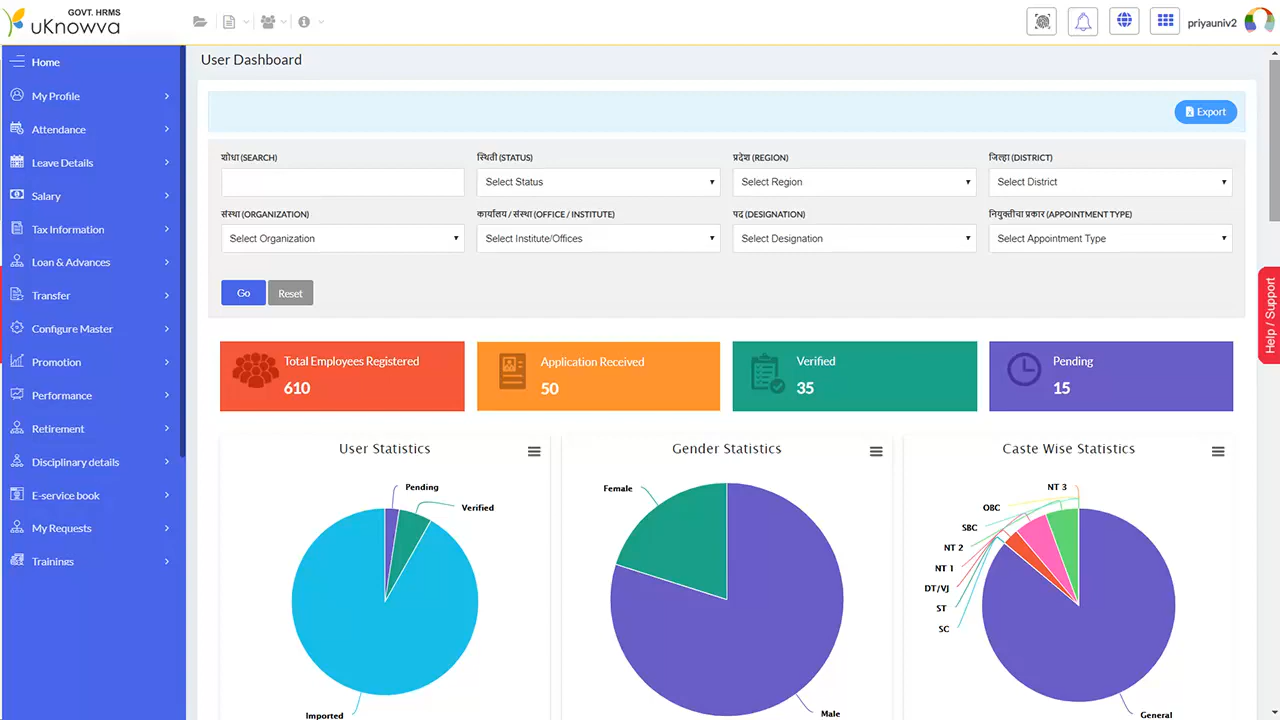 GOVT. HRMS
uKnowva
priyauniv2
Home
My Profile
Attendance
Leave Details
Salary
Tax Information
Loan & Advances
Transfer
Configure Master
Promotion
Performance
Retirement
Disciplinary details
E-service book
My Requests
Trainings
User Dashboard
Export
शोधा (SEARCH)
स्थिती (STATUS)
Select Status
प्रदेश (REGION)
Select Region
जिल्हा (DISTRICT)
Select District
संस्था (ORGANIZATION)
Select Organization
कार्यालय / संस्था (OFFICE / INSTITUTE)
Select Institute/Offices
पद (DESIGNATION)
Select Designation
नियुक्तीचा प्रकार (APPOINTMENT TYPE)
Select Appointment Type
Go
Reset
Help / Support
Total Employees Registered
610
Application Received
50
Verified
35
Pending
15
User Statistics
Pending
Verified
Imported
Gender Statistics
Female
Male
Caste Wise Statistics
NT 3
OBC
SBC
NT 2
NT 1
DT/VJ
ST
SC
General